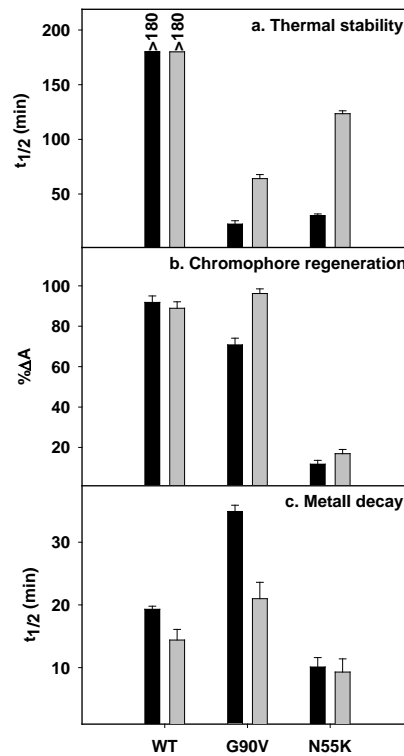 a. Thermal stability
>180
>180
200
150
100
50
t1/2 (min)
b. Chromophore regeneration
100
80
60
40
20
%ΔA
c. MetaII decay
30
20
10
t1/2 (min)
WT G90V N55K